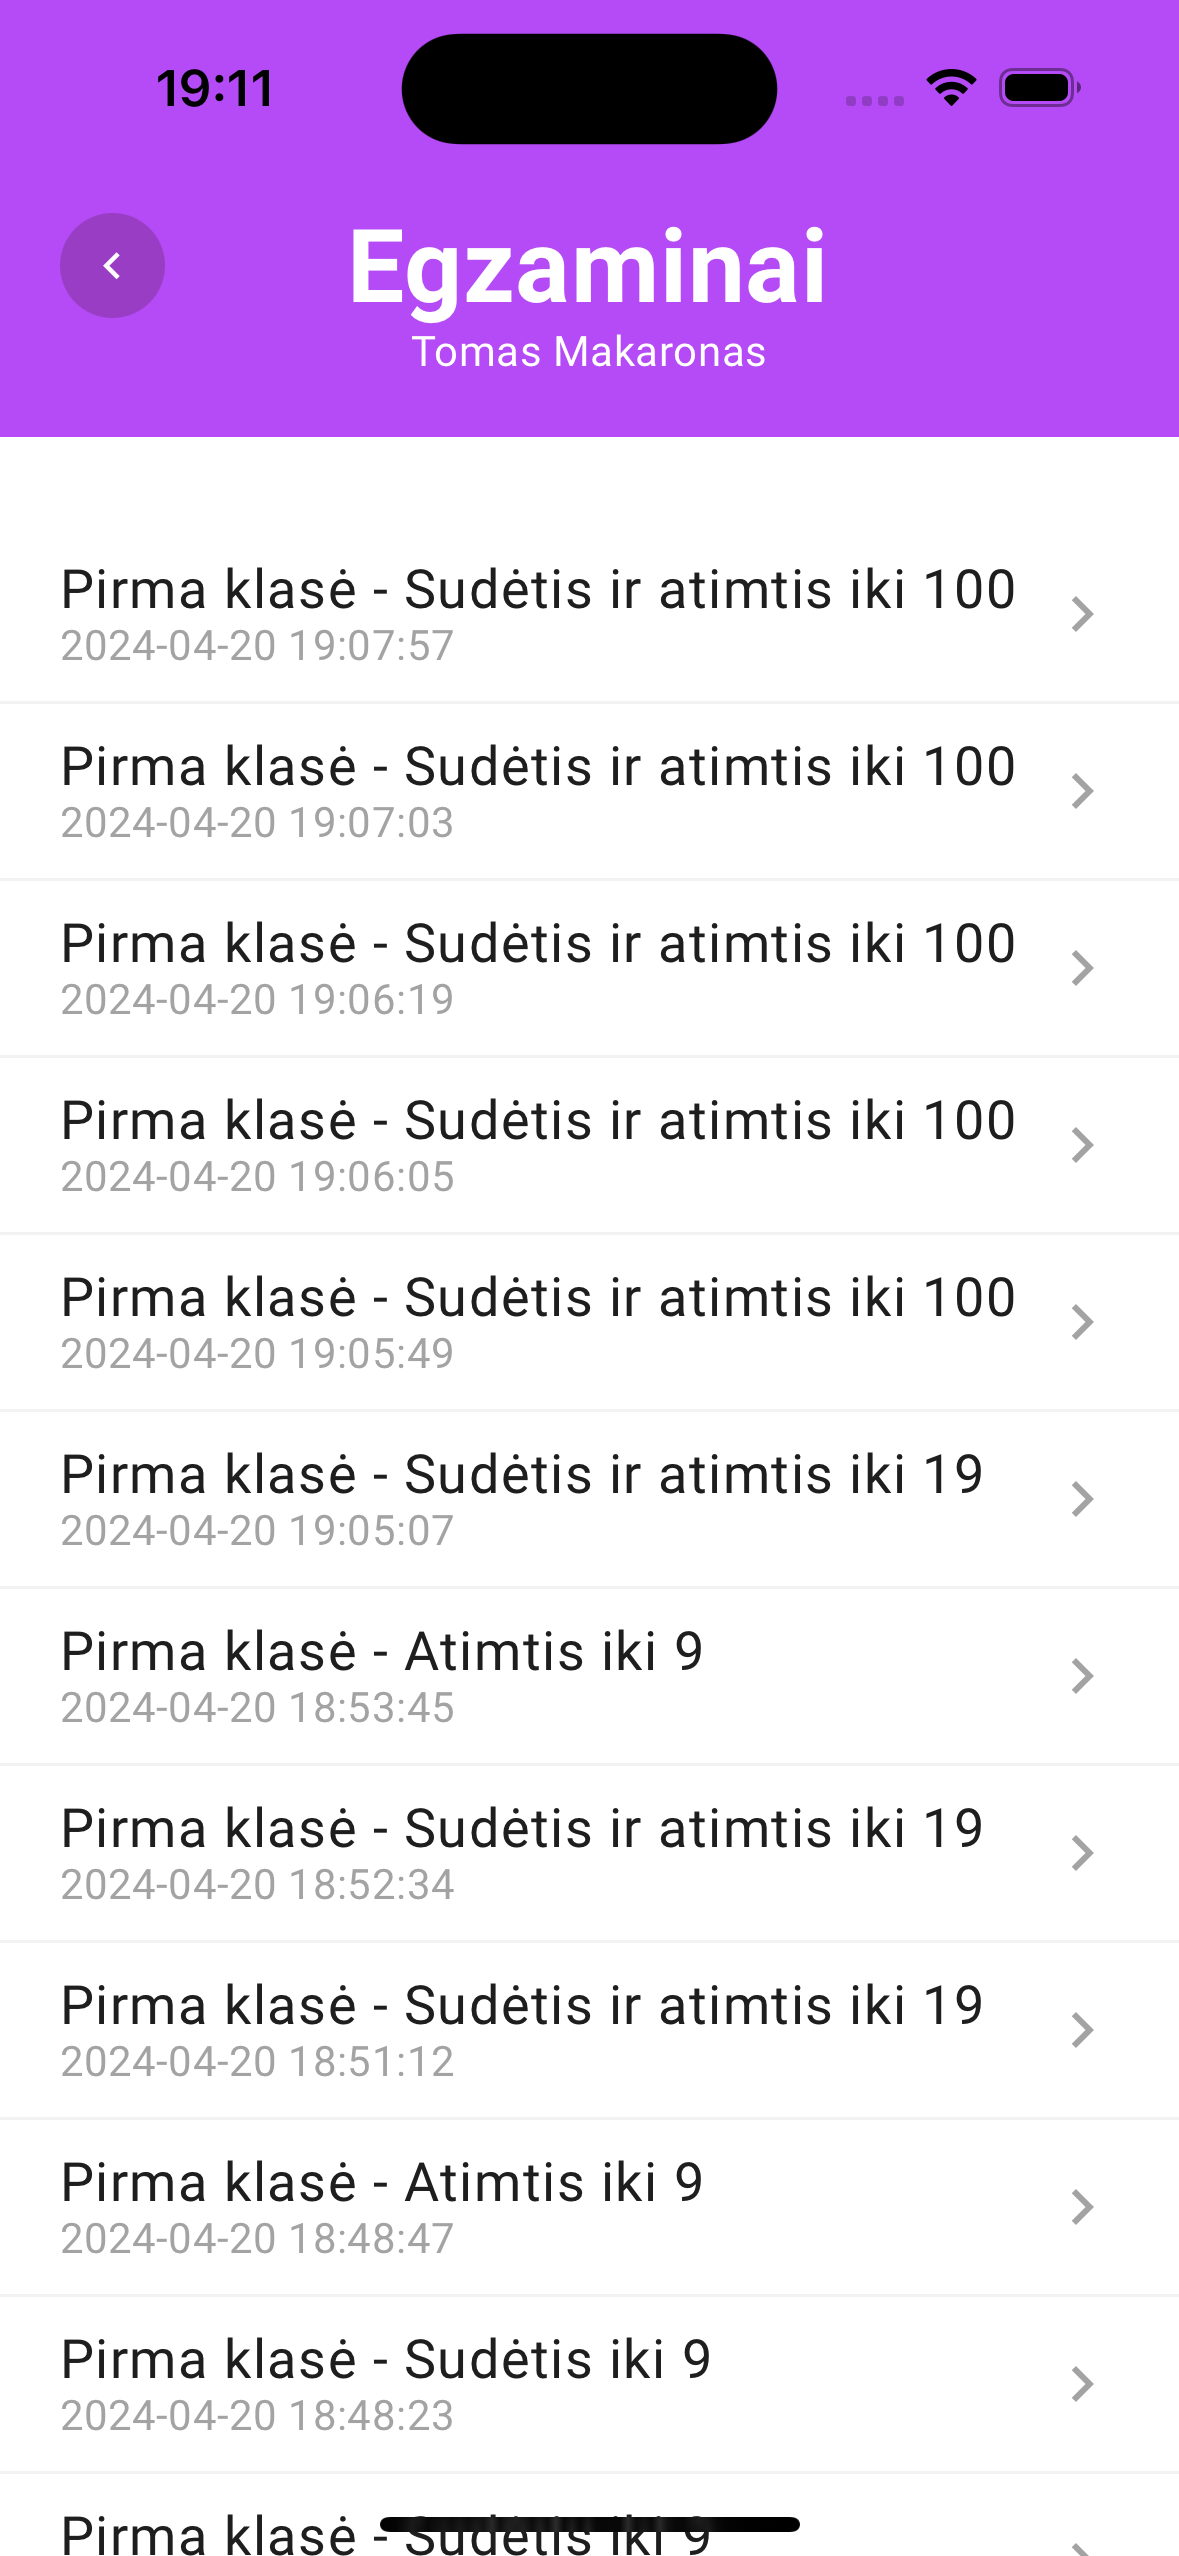 19:11
Egzaminai
Tomas Makaronas
Pirma klasė - Sudėtis ir atimtis iki 100
2024-04-20 19:07:57
Pirma klasė - Sudėtis ir atimtis iki 100
2024-04-20 19:07:03
Pirma klasė - Sudėtis ir atimtis iki 100
2024-04-20 19:06:19
Pirma klasė - Sudėtis ir atimtis iki 100
2024-04-20 19:06:05
Pirma klasė - Sudėtis ir atimtis iki 100
2024-04-20 19:05:49
Pirma klasė - Sudėtis ir atimtis iki 19
2024-04-20 19:05:07
Pirma klasė - Atimtis iki 9
2024-04-20 18:53:45
Pirma klasė - Sudėtis ir atimtis iki 19
2024-04-20 18:52:34
Pirma klasė - Sudėtis ir atimtis iki 19
2024-04-20 18:51:12
Pirma klasė - Atimtis iki 9
2024-04-20 18:48:47
Pirma klasė - Sudėtis iki 9
2024-04-20 18:48:23
Pirma klasė - Sudėtis iki 9